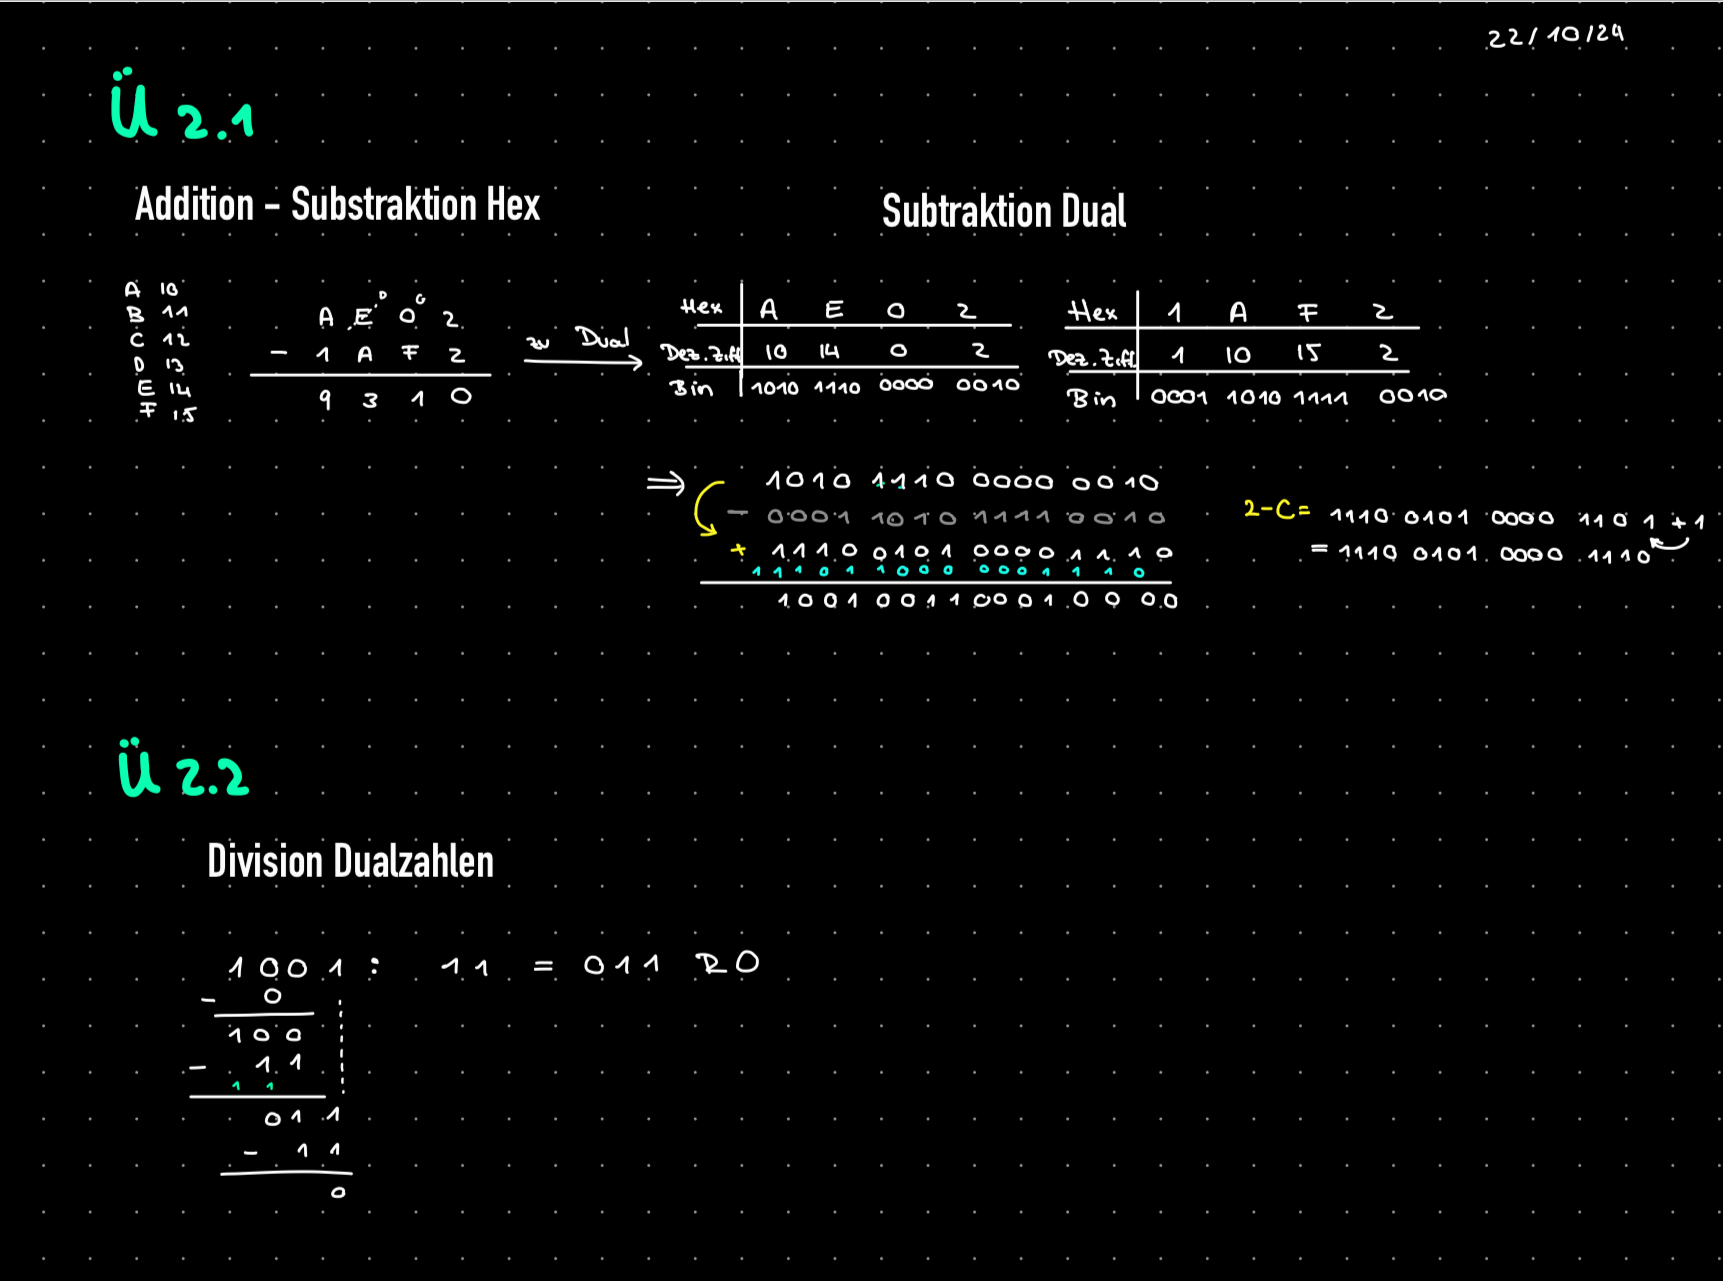 22/10/24
Ü 2.1
Addition - Substraktion Hex
Subtraktion Dual
A 10
B 11
C 12
D 13
E 14
F 15
D
A E 0 2
- 1 A F 2
9 3 1 0
zu Dual
Hex A E 0 2
Dez.Ziff 10 14 0 2
Bin 1010 1110 0000 0010
Hex 1 A F 2
Dez.Ziff 1 10 15 2
Bin 0001 1010 1111 0010
⇒ 1010 1110 0000 0010
- 0001 1010 1111 0010
+ 1110 0101 0000 1110
1 1 1 0 1 1 0 0 0 0 0 0 1 1 1 0
1001 0011 0001 0000
2-C= 1110 0101 0000 1101 + 1
= 1110 0101 0000 1110
Ü 2.2
Division Dualzahlen
1001 : 11 = 011 R0
- 0
100
- 11
1 1
011
- 11
0